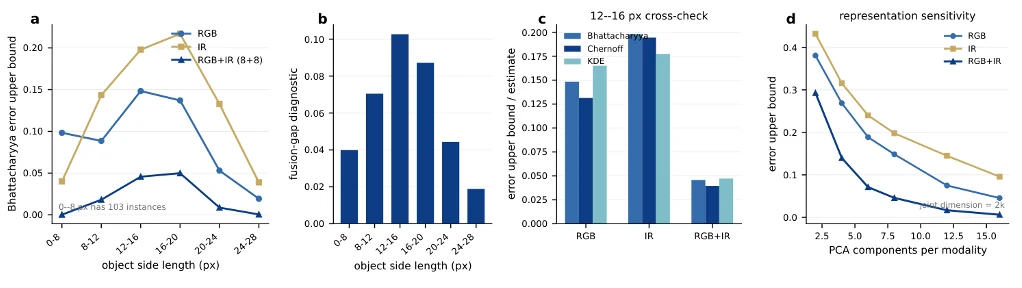 a
RGB
IR
RGB+IR (8+8)
Bhattacharyya error upper bound
0.20
0.15
0.10
0.05
0.00
0--8 px has 103 instances
0-8
8-12
12-16
16-20
20-24
24-28
object side length (px)
b
fusion-gap diagnostic
0.10
0.08
0.06
0.04
0.02
0.00
0-8
8-12
12-16
16-20
20-24
24-28
object side length (px)
c
12--16 px cross-check
Bhattacharyya
Chernoff
KDE
error upper bound / estimate
0.200
0.175
0.150
0.125
0.100
0.075
0.050
0.025
0.000
RGB
IR
RGB+IR
d
representation sensitivity
RGB
IR
RGB+IR
error upper bound
0.4
0.3
0.2
0.1
0.0
joint dimension = 2k
2.5
5.0
7.5
10.0
12.5
15.0
PCA components per modality